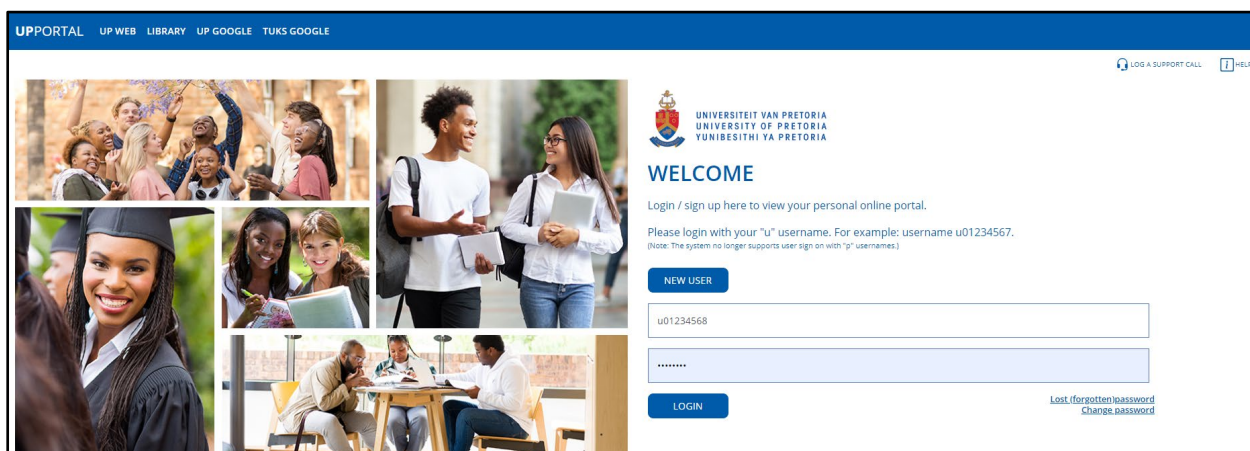 UPPORTAL UP WEB LIBRARY UP GOOGLE TUKS GOOGLE
LOG A SUPPORT CALL HELP
UNIVERSITEIT VAN PRETORIA
UNIVERSITY OF PRETORIA
YUNIBESITHI YA PRETORIA
WELCOME
Login / sign up here to view your personal online portal.
Please login with your "u" username. For example: username u01234567.
(Note: The system no longer supports user sign on with "p" usernames.)
NEW USER
u01234568
••••••••
LOGIN
Lost (forgotten)password
Change password